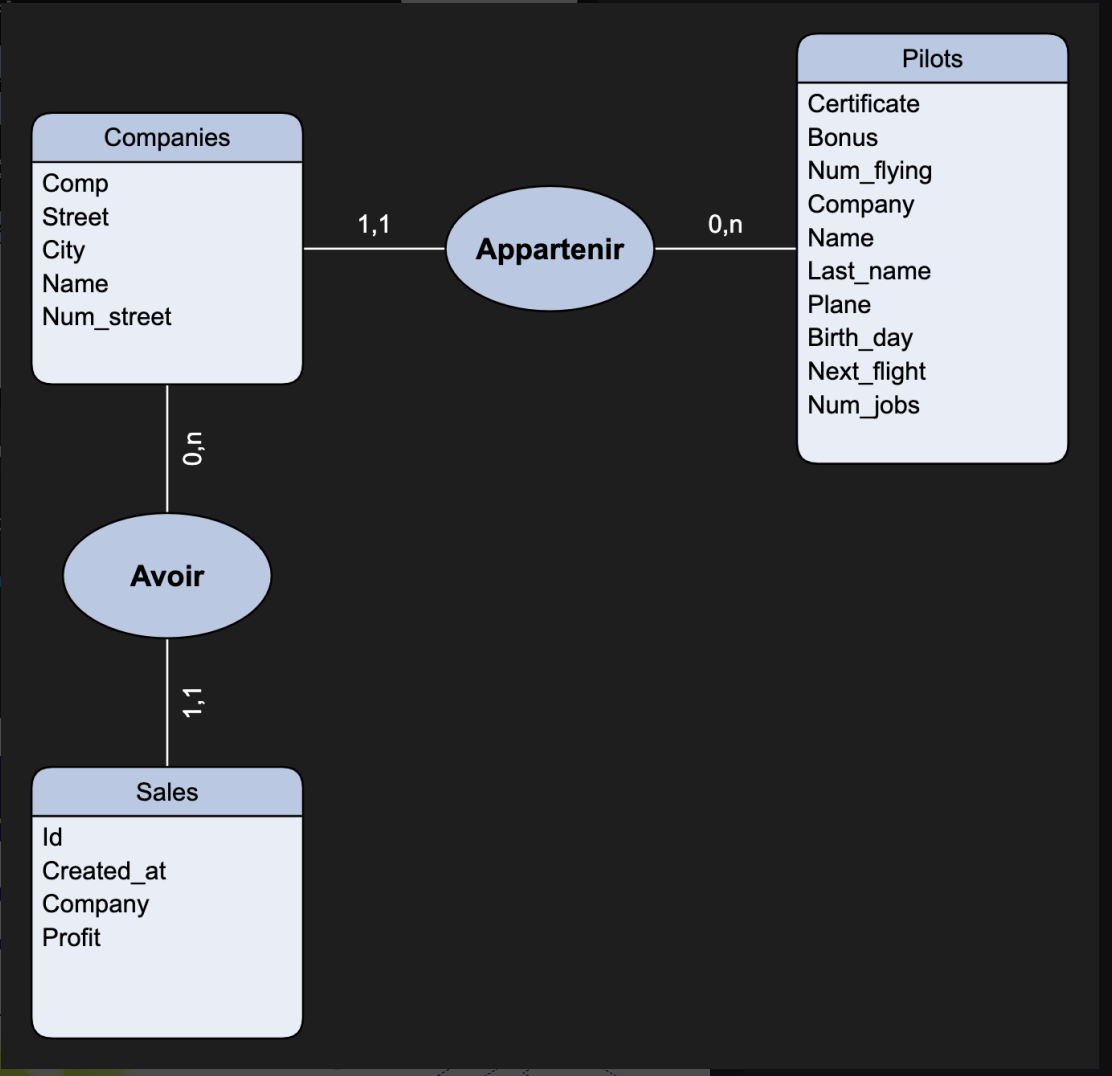 Pilots
Certificate
Bonus
Num_flying
Company
Name
Last_name
Plane
Birth_day
Next_flight
Num_jobs
Companies
Comp
Street
City
Name
Num_street
1,1
Appartenir
0,n
0,n
Avoir
1,1
Sales
Id
Created_at
Company
Profit